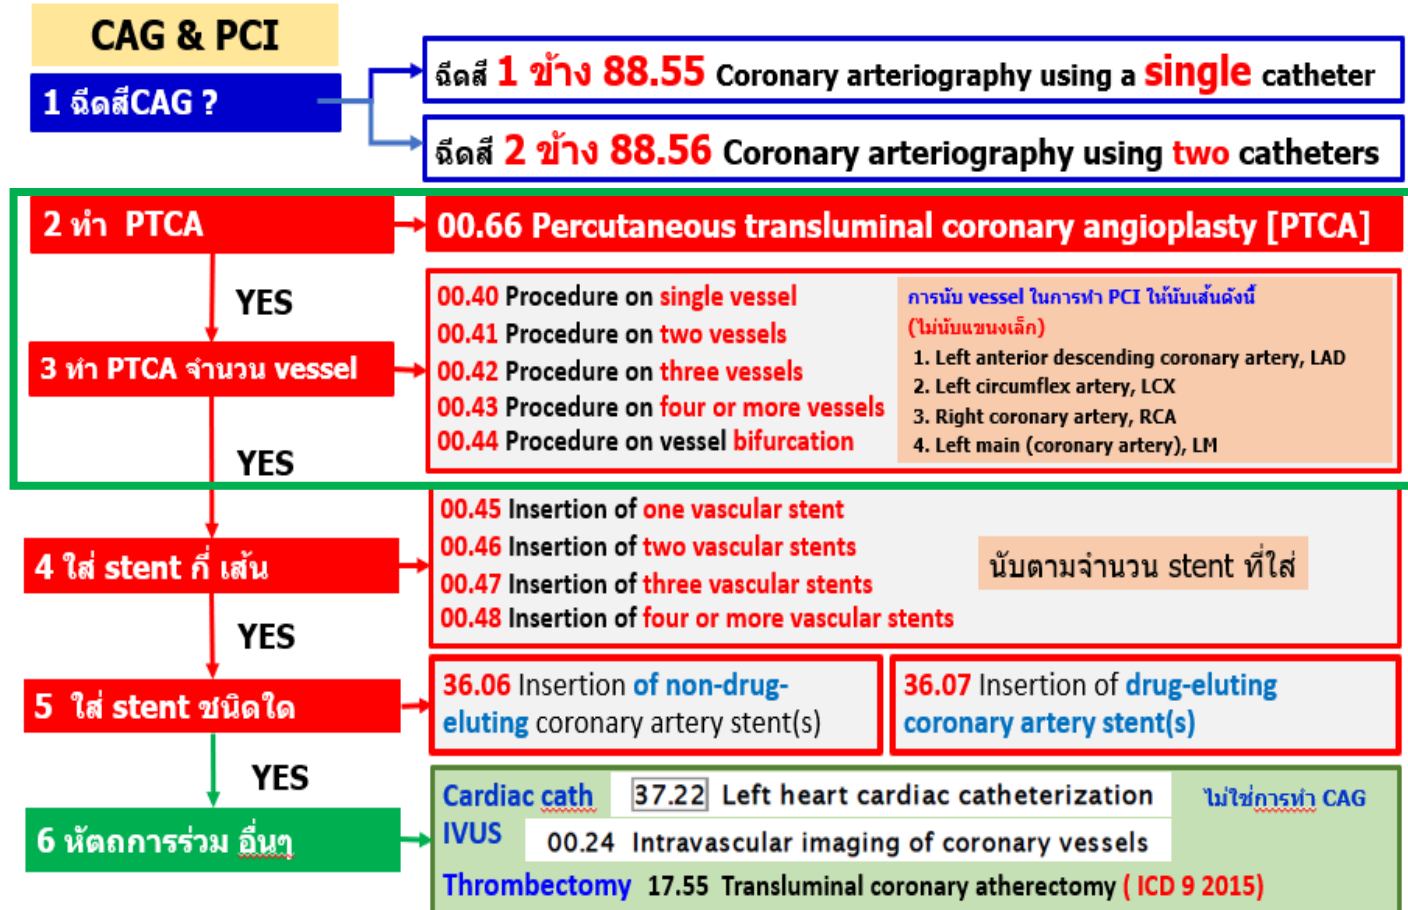 CAG & PCI
1 ฉีดสีCAG ?
ฉีดสี 1 ข้าง 88.55 Coronary arteriography using a single catheter
ฉีดสี 2 ข้าง 88.56 Coronary arteriography using two catheters
2 ทำ PTCA
00.66 Percutaneous transluminal coronary angioplasty [PTCA]
YES
3 ทำ PTCA จำนวน vessel
00.40 Procedure on single vessel
00.41 Procedure on two vessels
00.42 Procedure on three vessels
00.43 Procedure on four or more vessels
00.44 Procedure on vessel bifurcation
การนับ vessel ในการทำ PCI ให้นับเส้นดังนี้
(ไม่นับแขนงเล็ก)
1. Left anterior descending coronary artery, LAD
2. Left circumflex artery, LCX
3. Right coronary artery, RCA
4. Left main (coronary artery), LM
YES
4 ใส่ stent กี่ เส้น
00.45 Insertion of one vascular stent
00.46 Insertion of two vascular stents
00.47 Insertion of three vascular stents
00.48 Insertion of four or more vascular stents
นับตามจำนวน stent ที่ใส่
YES
5 ใส่ stent ชนิดใด
36.06 Insertion of non-drug-
eluting coronary artery stent(s)
36.07 Insertion of drug-eluting
coronary artery stent(s)
YES
6 หัตถการร่วม อื่นๆ
Cardiac cath 37.22 Left heart cardiac catheterization ไม่ใช่การทำ CAG
IVUS 00.24 Intravascular imaging of coronary vessels
Thrombectomy 17.55 Transluminal coronary atherectomy ( ICD 9 2015)